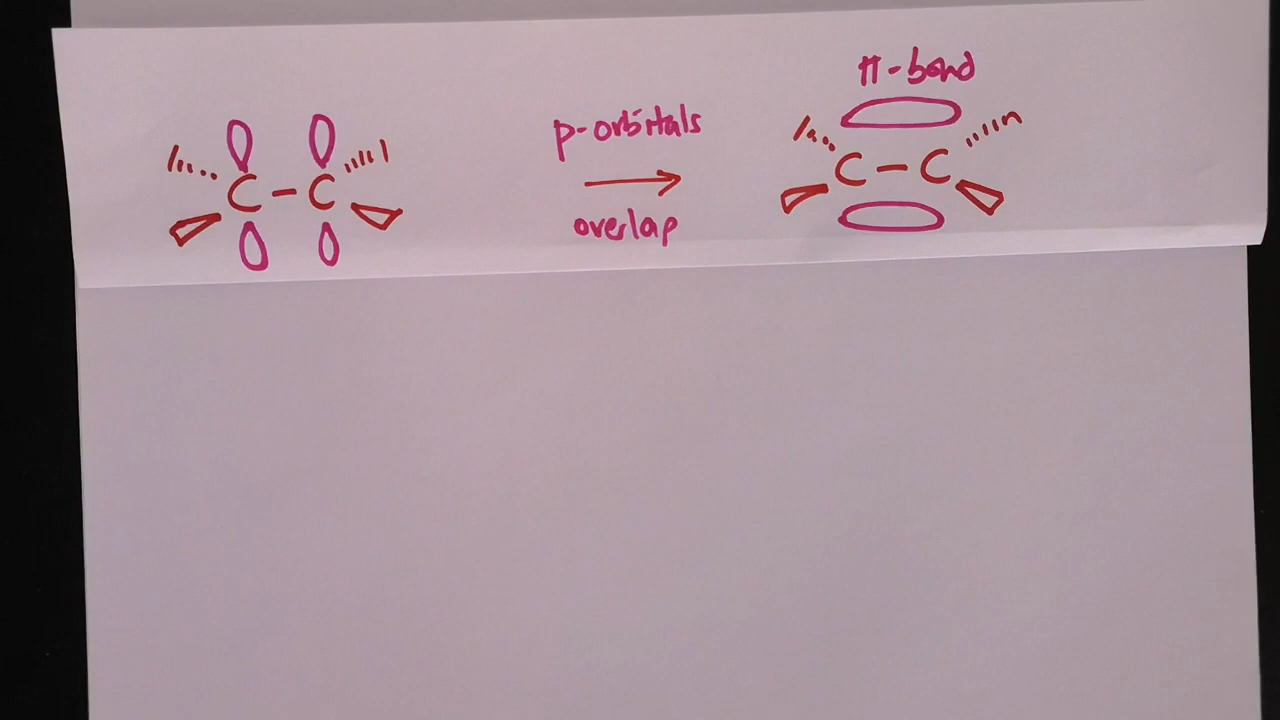 π-bond
p-orbitals
overlap
C-C
C-C